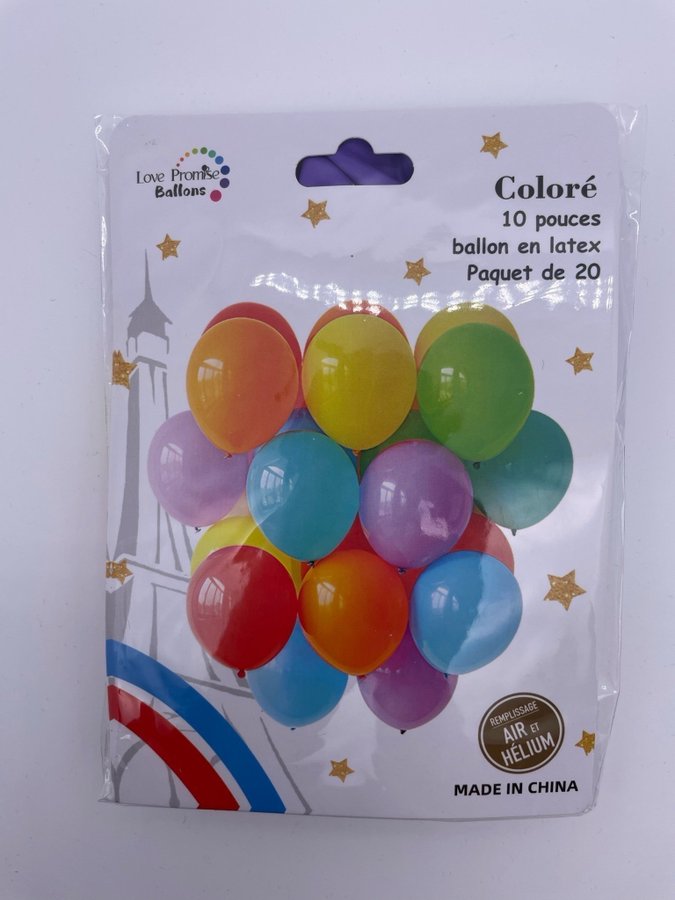 Love Promise
Ballons
Coloré
10 pouces
ballon en latex
Paquet de 20
REMPLISSAGE
AIR ET
HÉLIUM
MADE IN CHINA